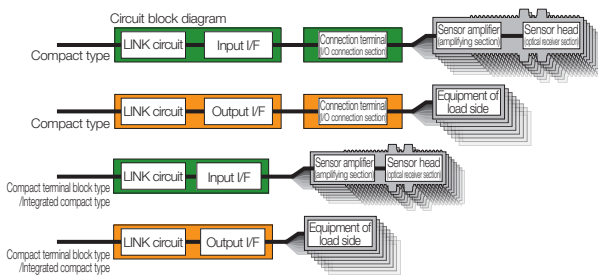 Circuit block diagram
Compact type
LINK circuit
Input I/F
Connection terminal
(I/O connection section)
Sensor amplifier
(amplifying section)
Sensor head
(optical receiver section)
Compact type
LINK circuit
Output I/F
Connection terminal
(I/O connection section)
Equipment of
load side
Compact terminal block type
/Integrated compact type
LINK circuit
Input I/F
Sensor amplifier
(amplifying section)
Sensor head
(optical receiver section)
Compact terminal block type
/Integrated compact type
LINK circuit
Output I/F
Equipment of
load side